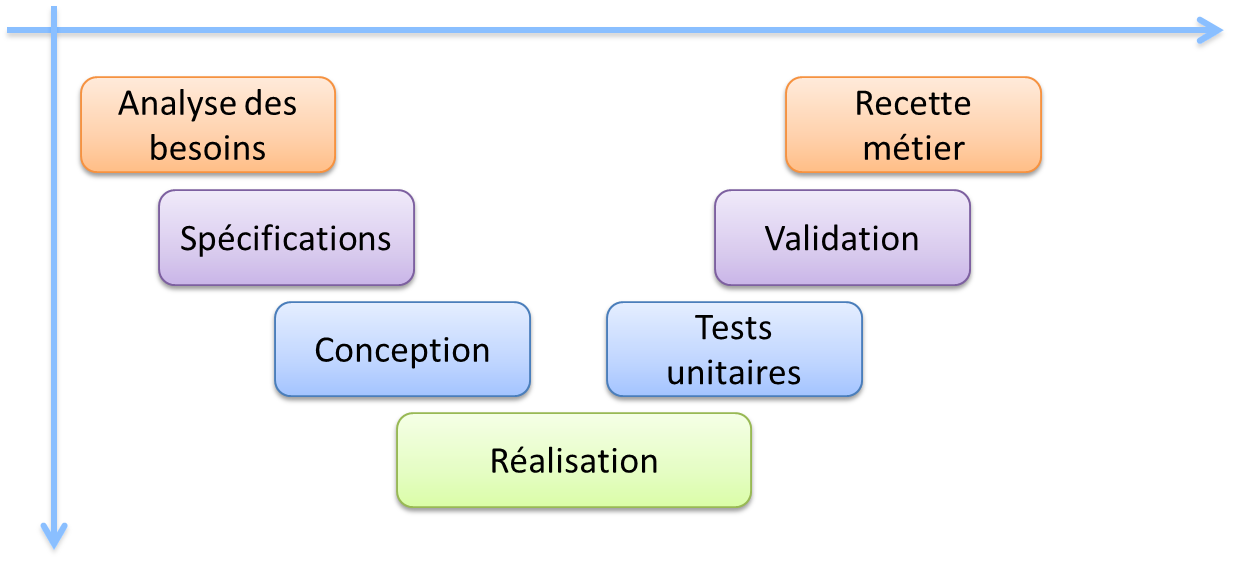 Analyse des
besoins
Recette
métier
Spécifications
Validation
Conception
Tests
unitaires
Réalisation